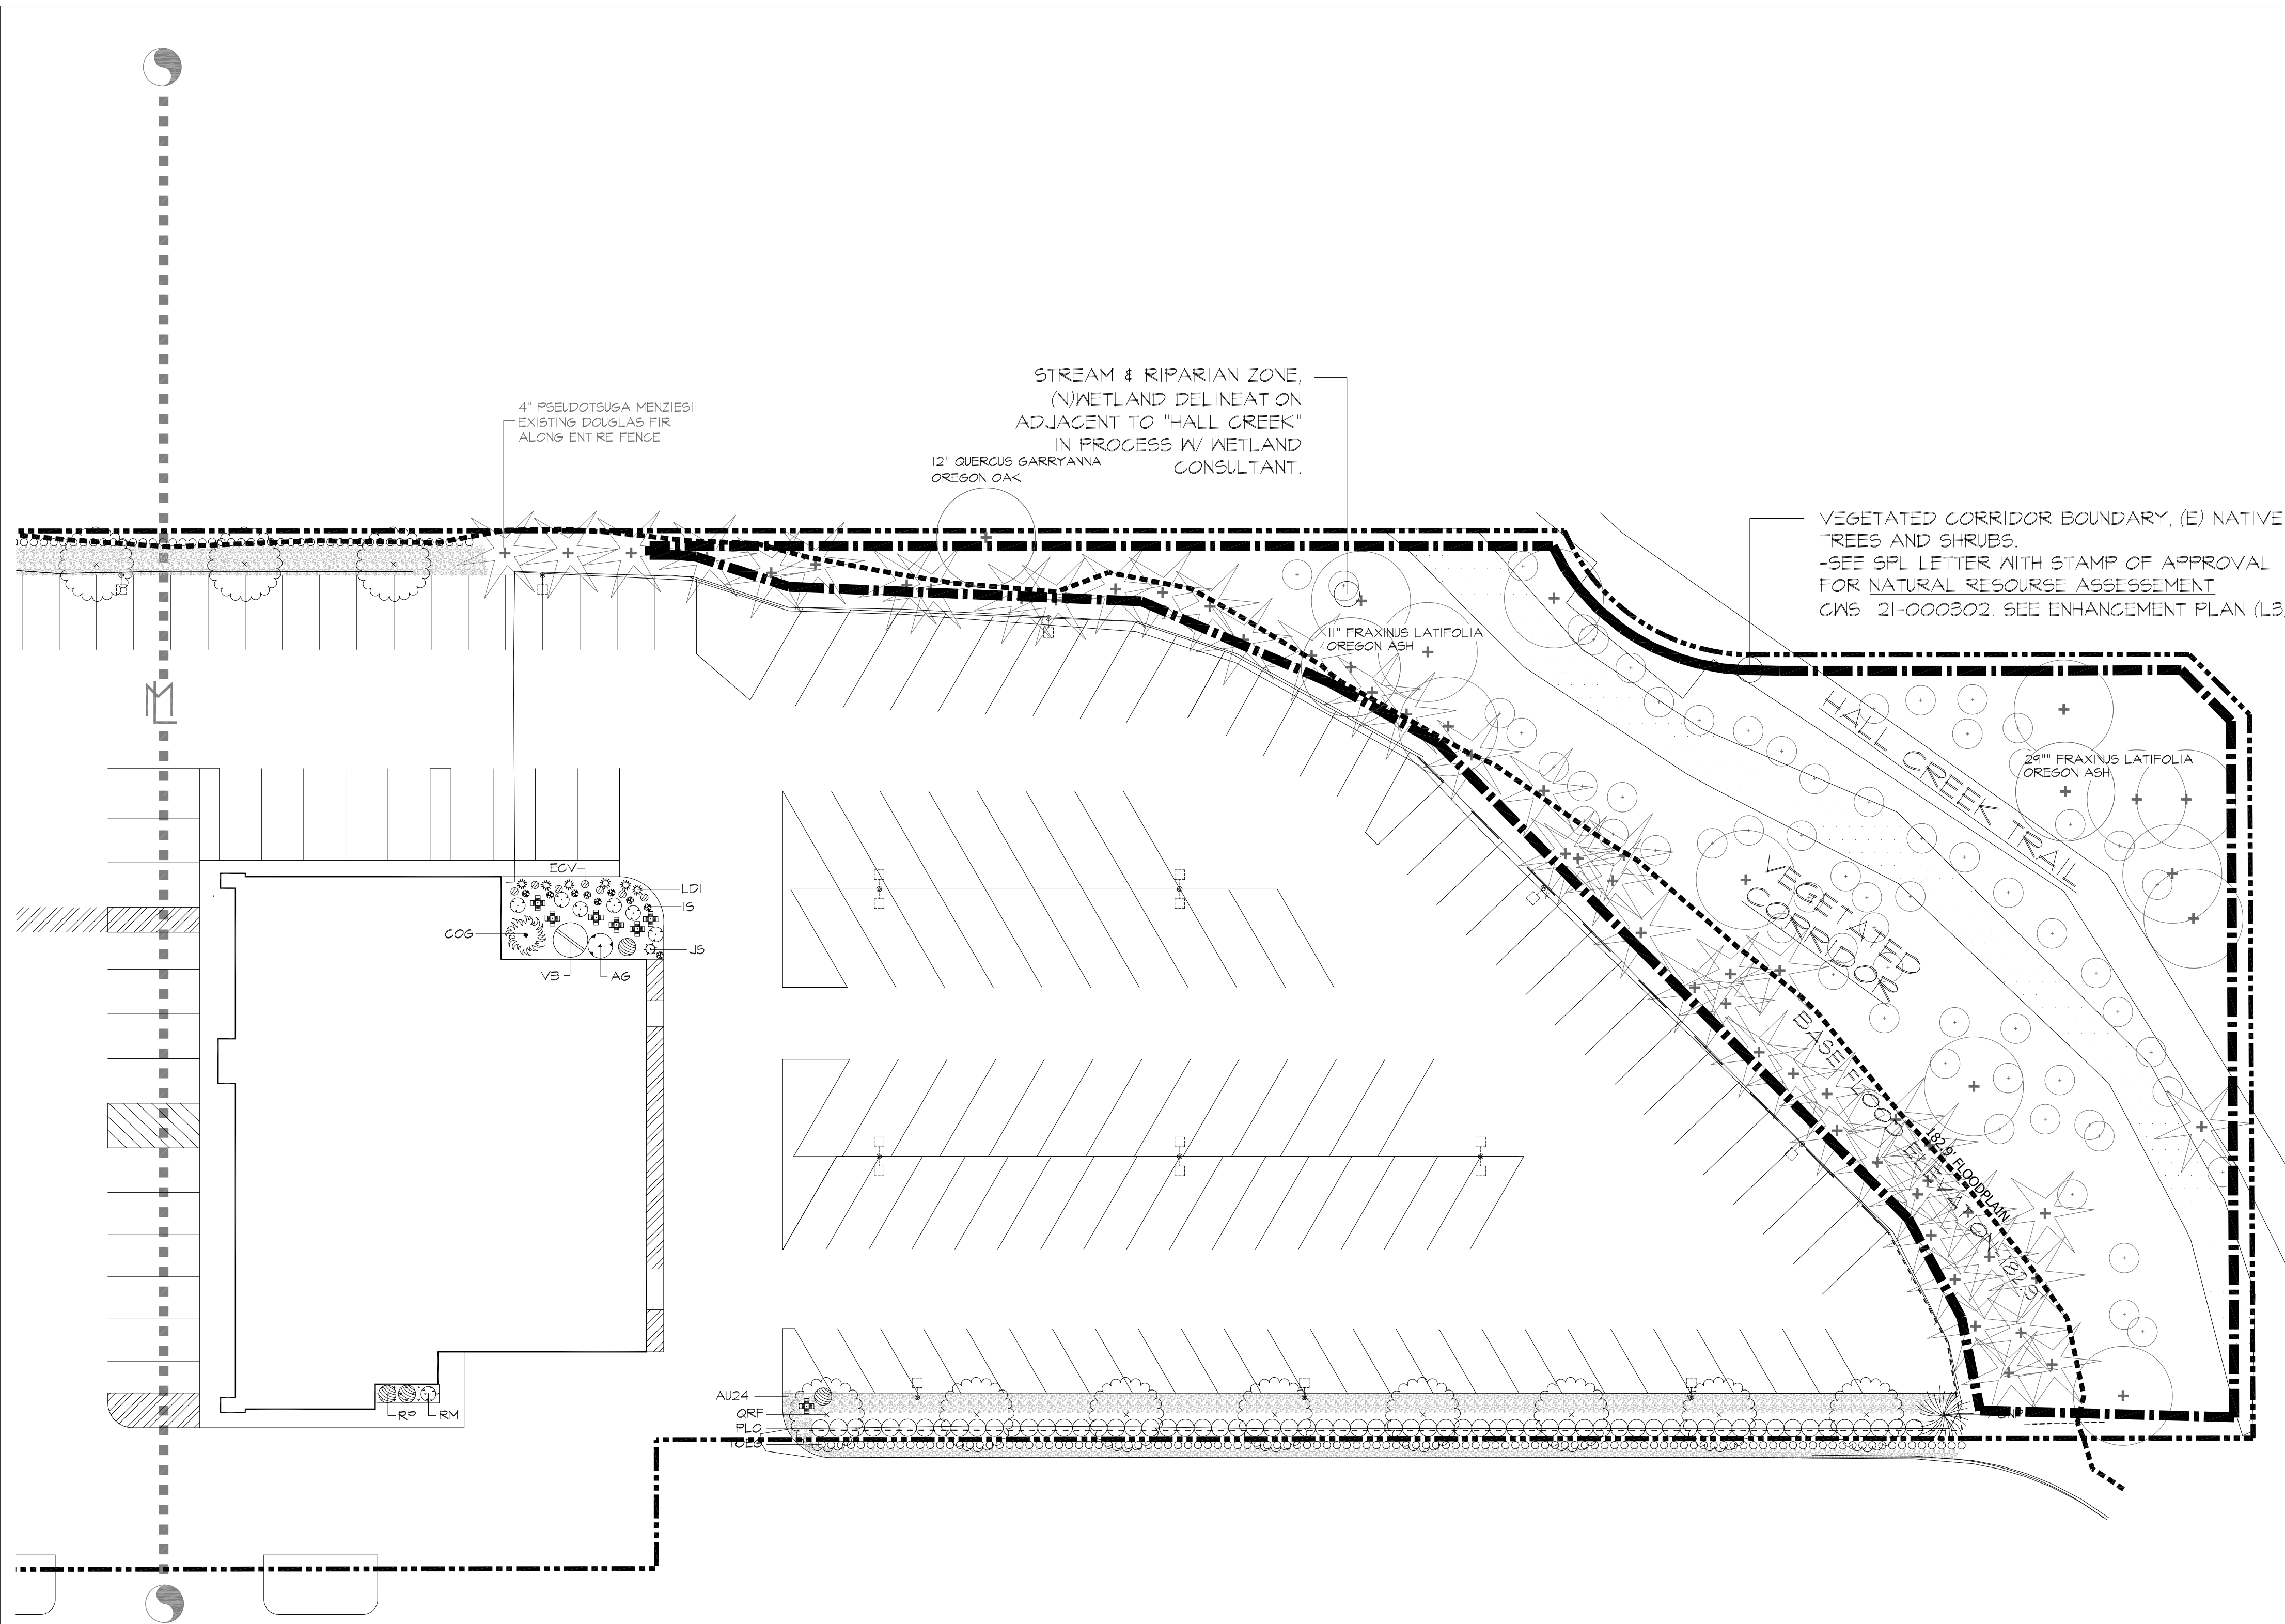 4" PSEUDOTSUGA MENZIESII
EXISTING DOUGLAS FIR
ALONG ENTIRE FENCE
STREAM & RIPARIAN ZONE,
(N)WETLAND DELINEATION
ADJACENT TO "HALL CREEK"
IN PROCESS W/ WETLAND
CONSULTANT.
12" QUERCUS GARRYANNA
OREGON OAK
VEGETATED CORRIDOR BOUNDARY, (E) NATIVE
TREES AND SHRUBS.
-SEE SPL LETTER WITH STAMP OF APPROVAL
FOR NATURAL RESOURSE ASSESSEMENT
CWS 21-000302. SEE ENHANCEMENT PLAN (L3
11" FRAXINUS LATIFOLIA
OREGON ASH
ML
HALL CREEK TRAIL
29"" FRAXINUS LATIFOLIA
OREGON ASH
VEGETATED
CORRIDOR
BASE FLOOD ELEVATION 182.9
182.9' FLOODPLAIN
ECV
LDI
IS
COG
JS
VB
AG
RP
RM
AU24
QRF
PLO